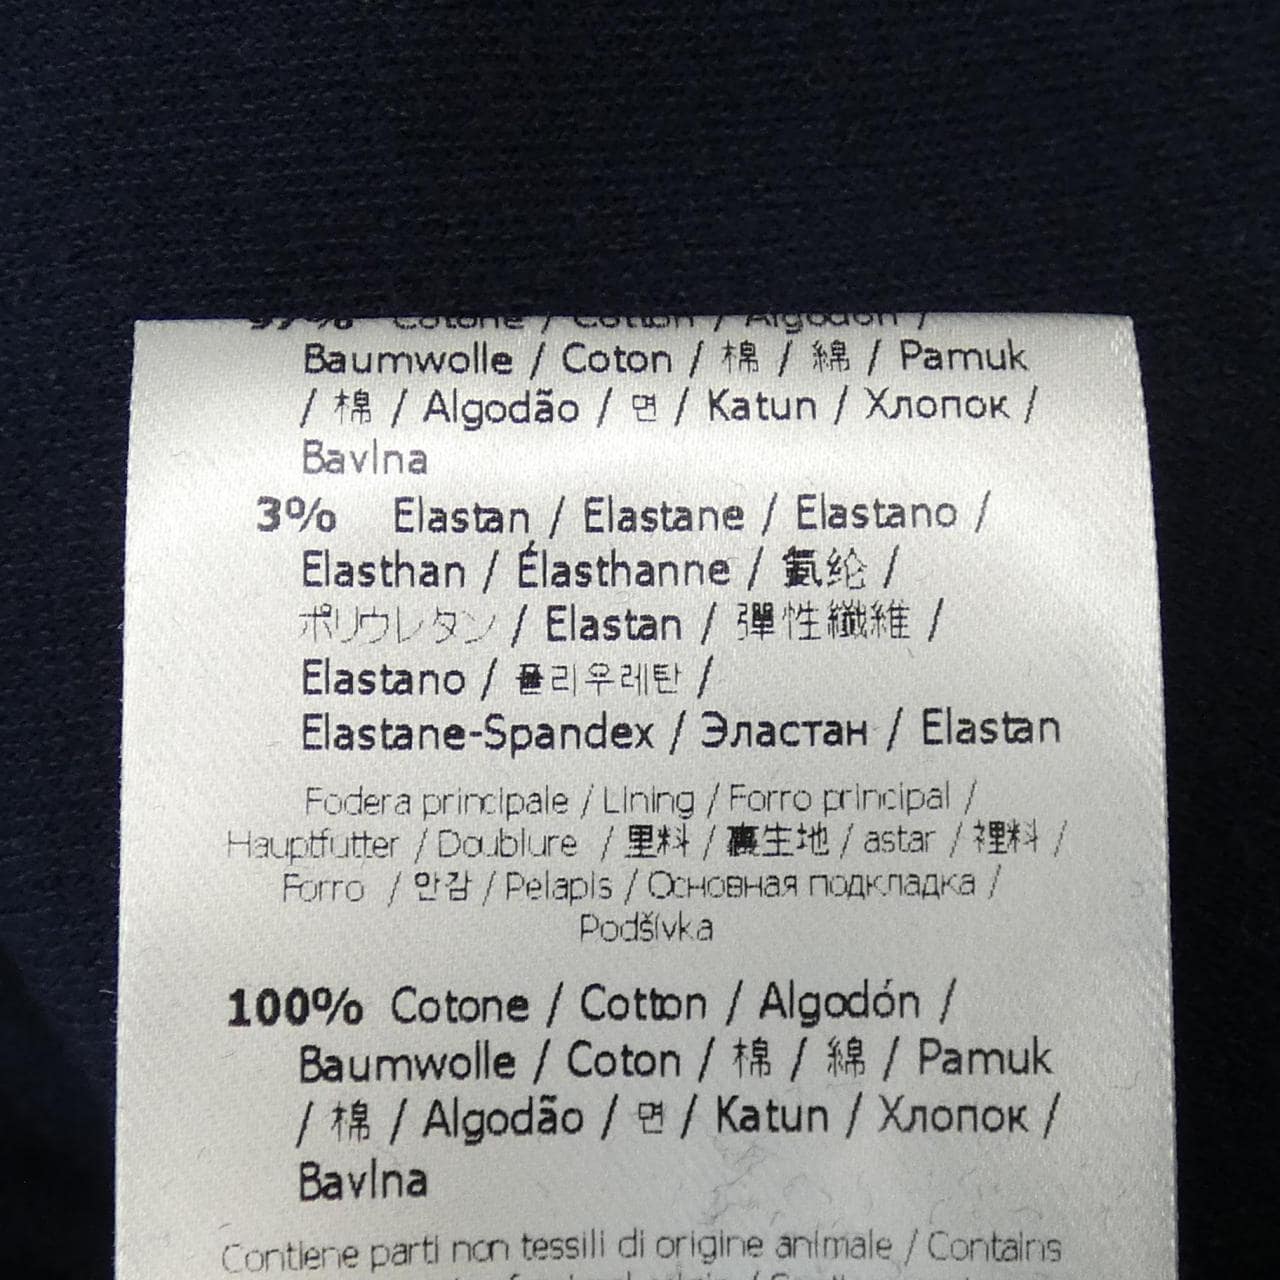 97% Cotone / Cotton / Algodón /
Baumwolle / Coton / 棉 / 綿 / Pamuk
/ 棉 / Algodão / 면 / Katun / Хлопок /
Bavlna
3% Elastan / Elastane / Elastano /
Elasthan / Élasthanne / 氨纶 /
ポリウレタン / Elastan / 彈性纖維 /
Elastano / 폴리우레탄 /
Elastane-Spandex / Эластан / Elastan
Fodera principale / Lining / Forro principal /
Hauptfutter / Doublure / 里料 / 裏生地 / astar / 裡料 /
Forro / 안감 / Pelapis / Основная подкладка /
Podšívka
100% Cotone / Cotton / Algodón /
Baumwolle / Coton / 棉 / 綿 / Pamuk
/ 棉 / Algodão / 면 / Katun / Хлопок /
Bavlna
Contiene parti non tessili di origine animale / Contains